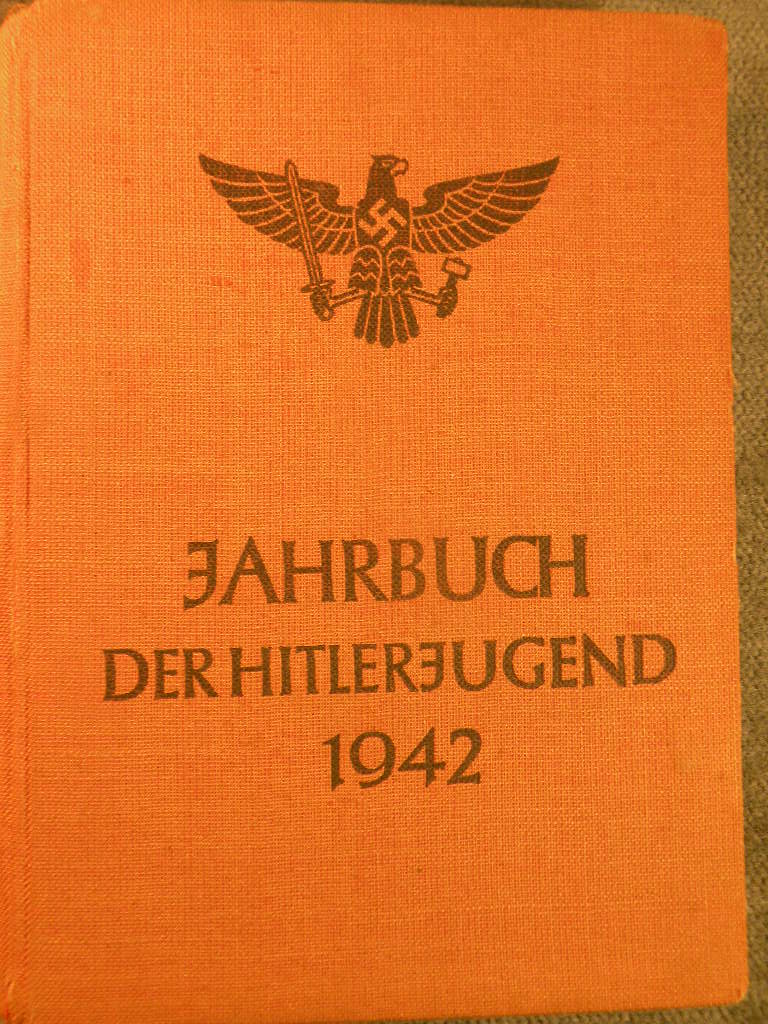 JAHRBUCH
DER HITLERJUGEND
1942